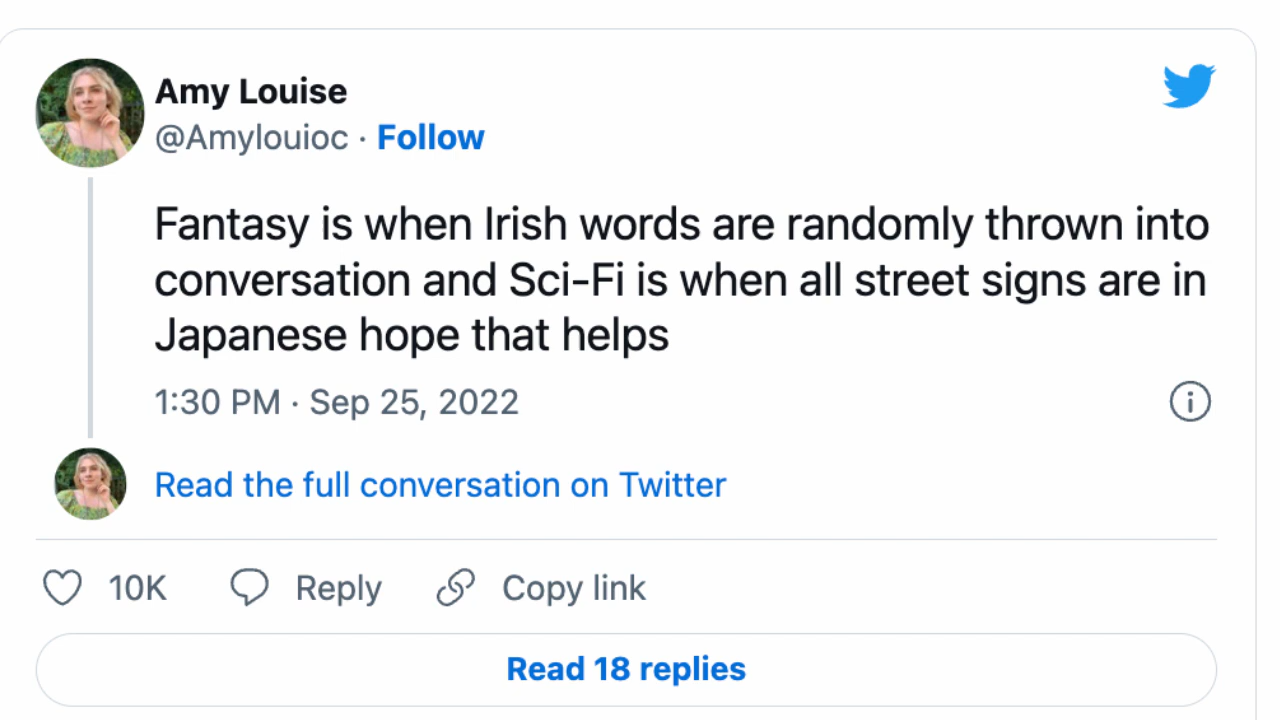 Amy Louise
@Amylouioc · Follow
Fantasy is when Irish words are randomly thrown into
conversation and Sci-Fi is when all street signs are in
Japanese hope that helps
1:30 PM · Sep 25, 2022
Read the full conversation on Twitter
10K Reply Copy link
Read 18 replies